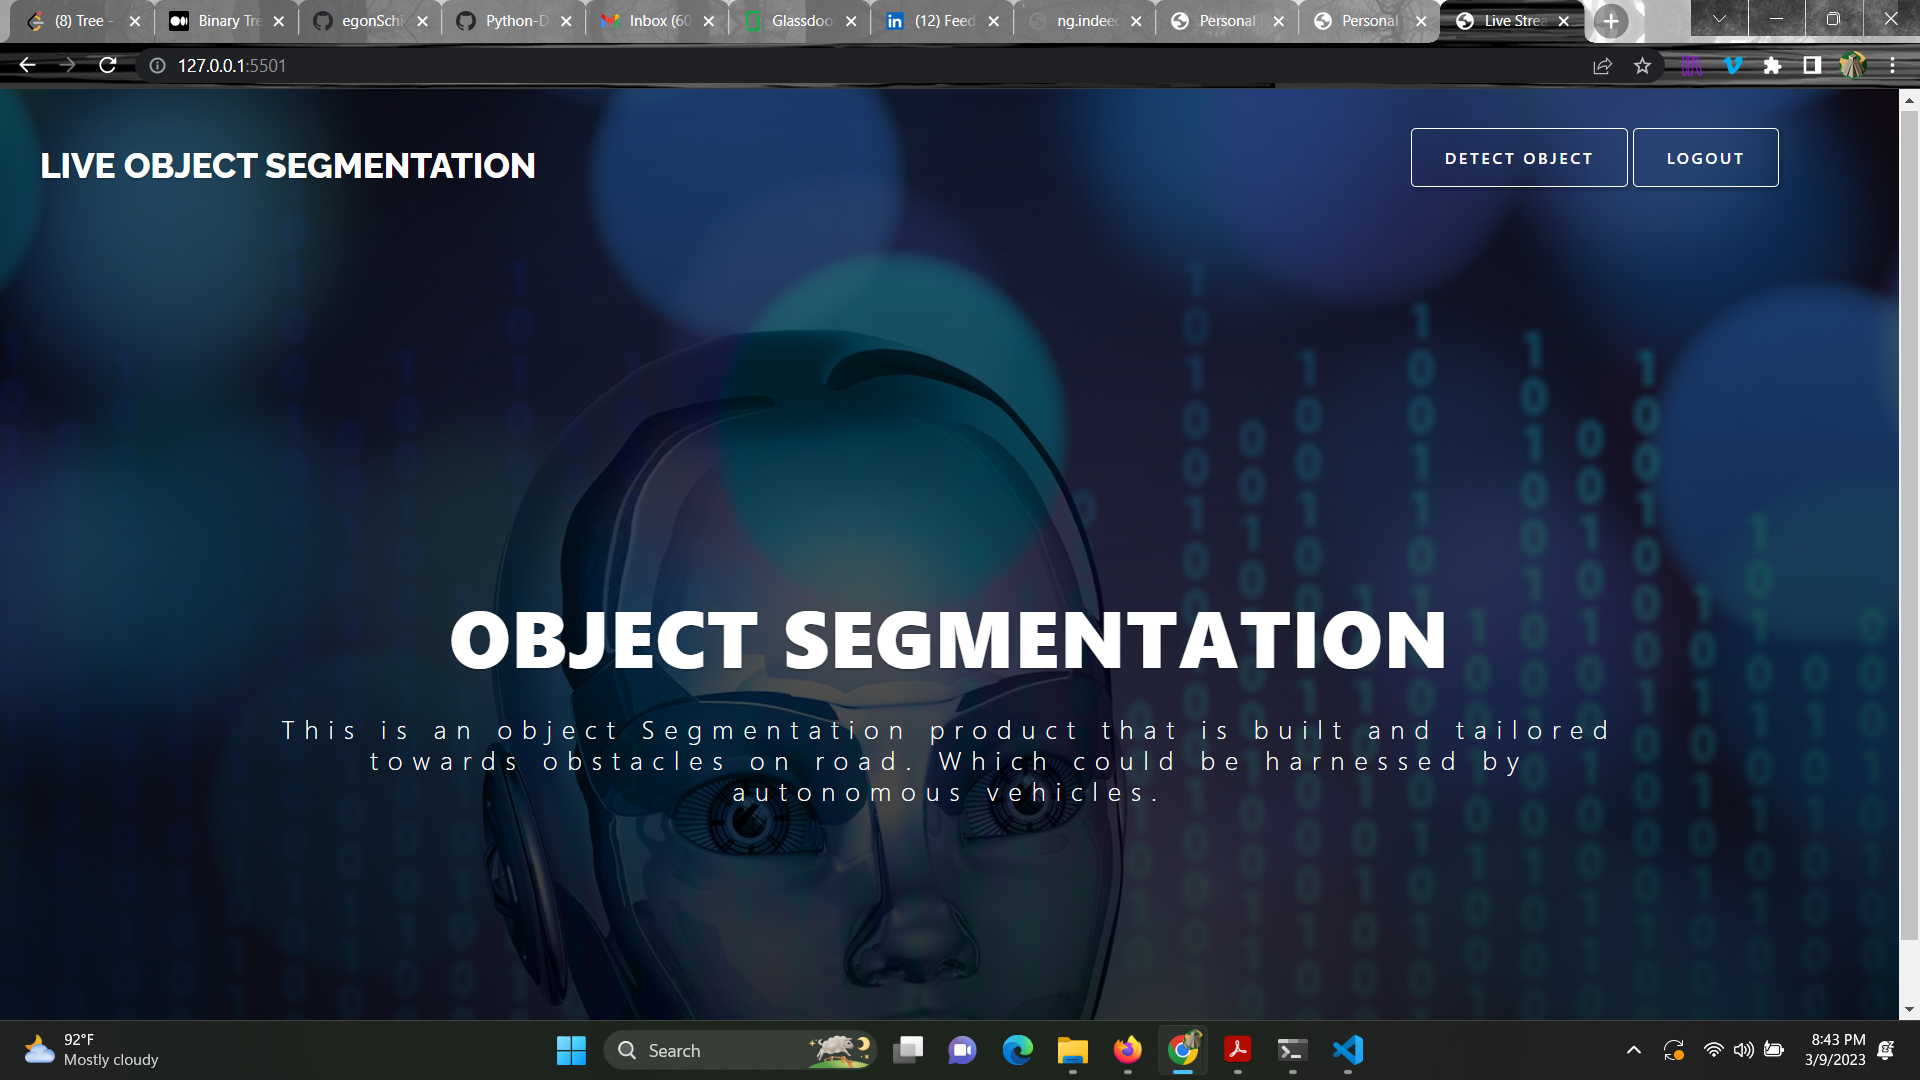 (8) Tree -
Binary Tre
egonSchi
Python-D
Inbox (60
Glassdoo
(12) Feed
ng.indeed
Personal
Personal
Live Strea
127.0.0.1:5501
LIVE OBJECT SEGMENTATION
DETECT OBJECT
LOGOUT
OBJECT SEGMENTATION
This is an object Segmentation product that is built and tailored
towards obstacles on road. Which could be harnessed by
autonomous vehicles.
92°F
Mostly cloudy
Search
8:43 PM
3/9/2023